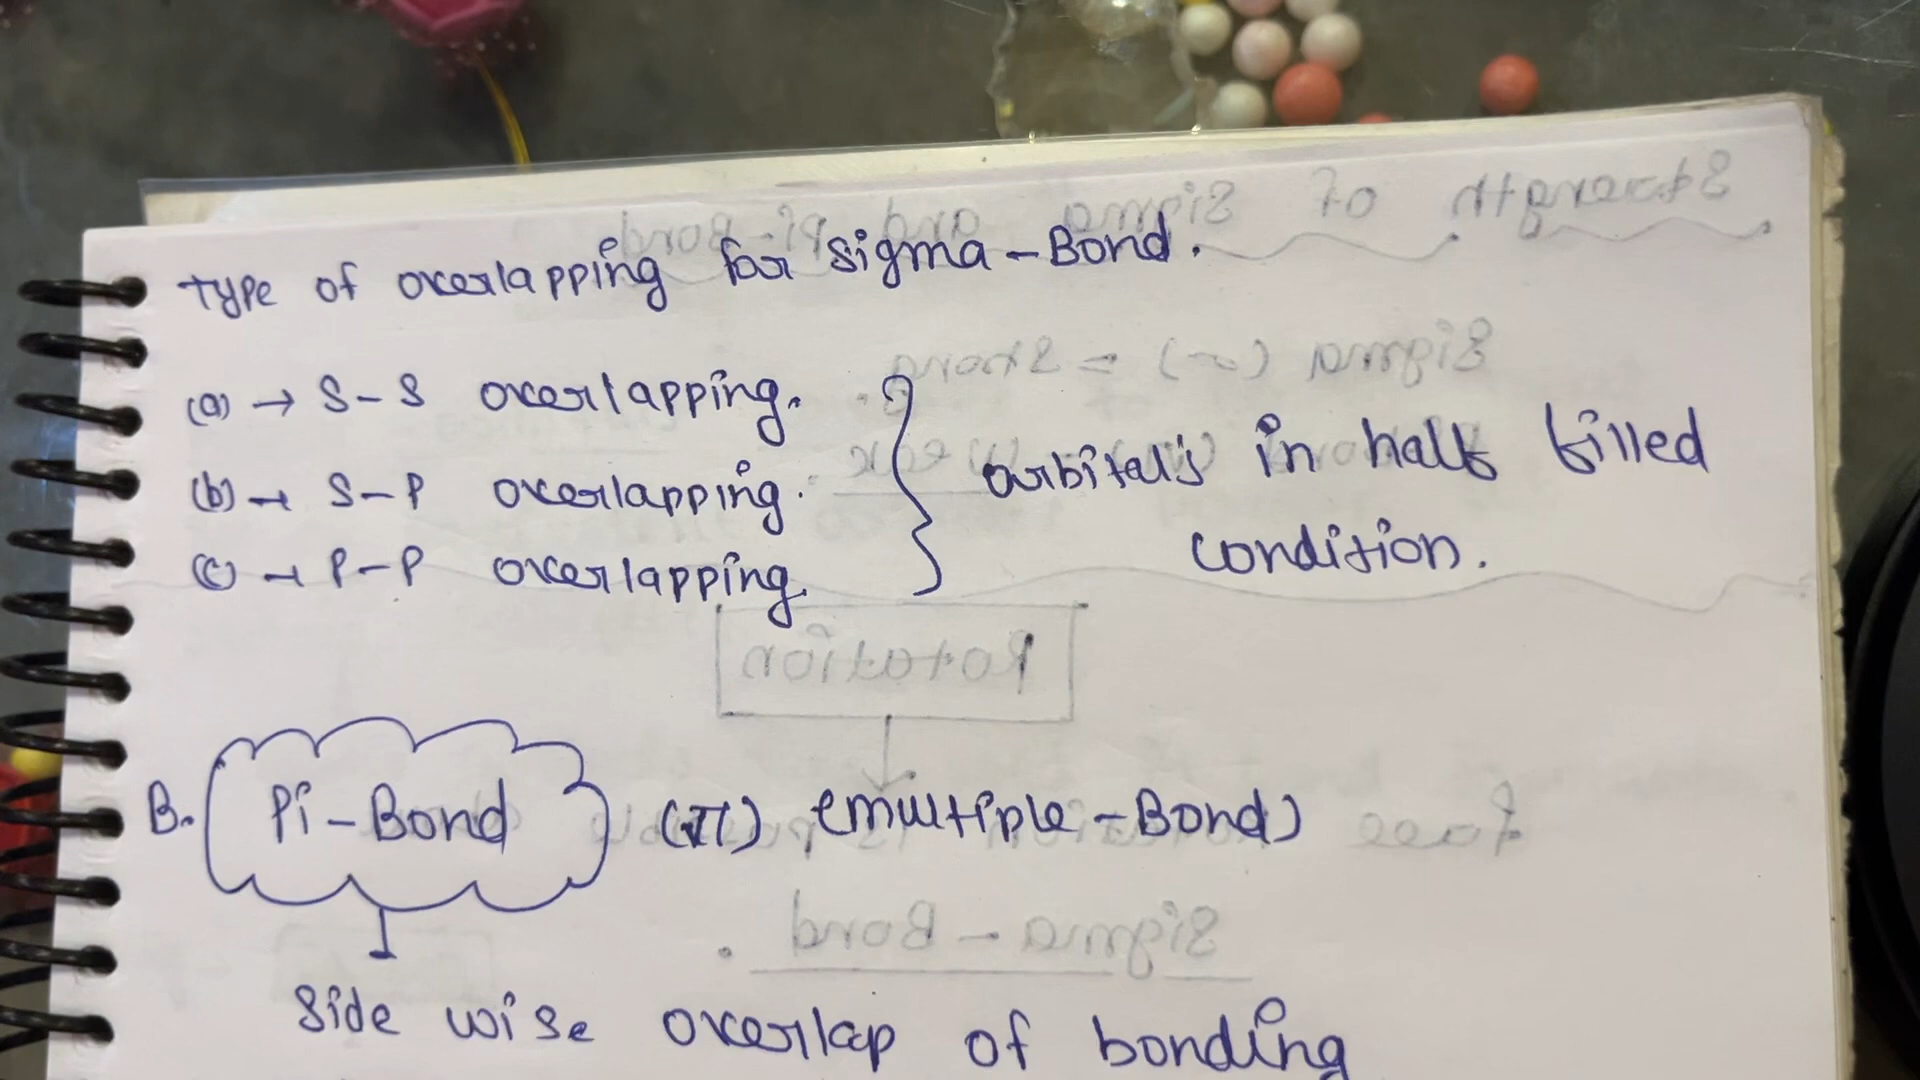 Type of overlapping for sigma-Bond.
(a) → S-S overlapping.
(b) → S-P overlapping.
(c) → P-P overlapping.
orbital's in half filled
condition.
B. Pi-Bond (π) (multiple-Bond)
Side wise overlap of bonding